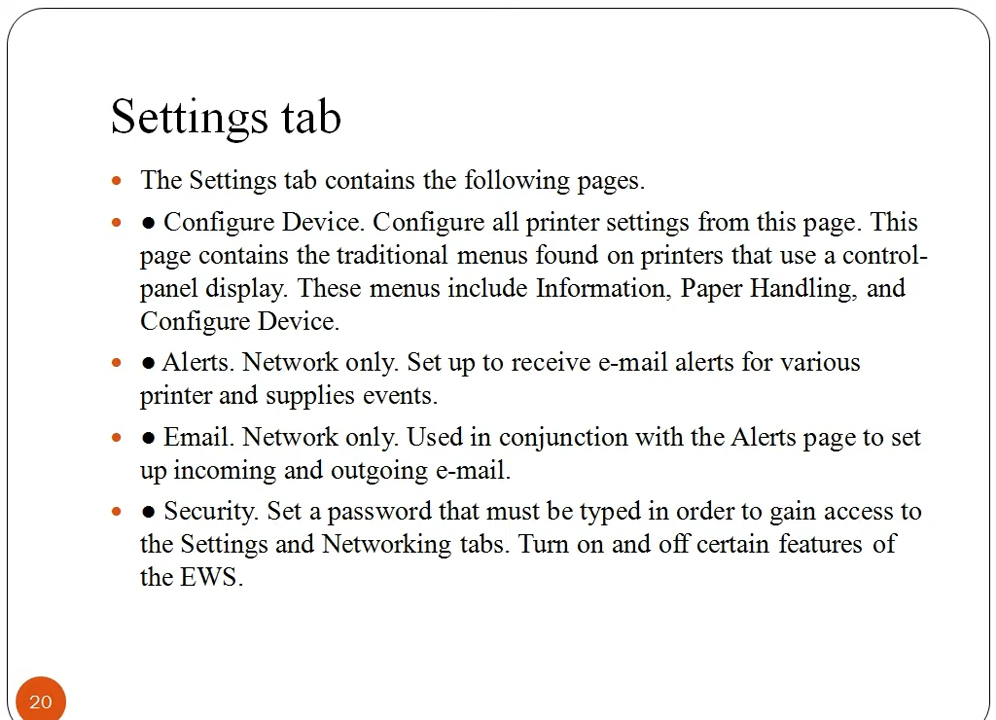 Settings tab
• The Settings tab contains the following pages.
• ● Configure Device. Configure all printer settings from this page. This
page contains the traditional menus found on printers that use a control-
panel display. These menus include Information, Paper Handling, and
Configure Device.
• ● Alerts. Network only. Set up to receive e-mail alerts for various
printer and supplies events.
• ● Email. Network only. Used in conjunction with the Alerts page to set
up incoming and outgoing e-mail.
• ● Security. Set a password that must be typed in order to gain access to
the Settings and Networking tabs. Turn on and off certain features of
the EWS.
20